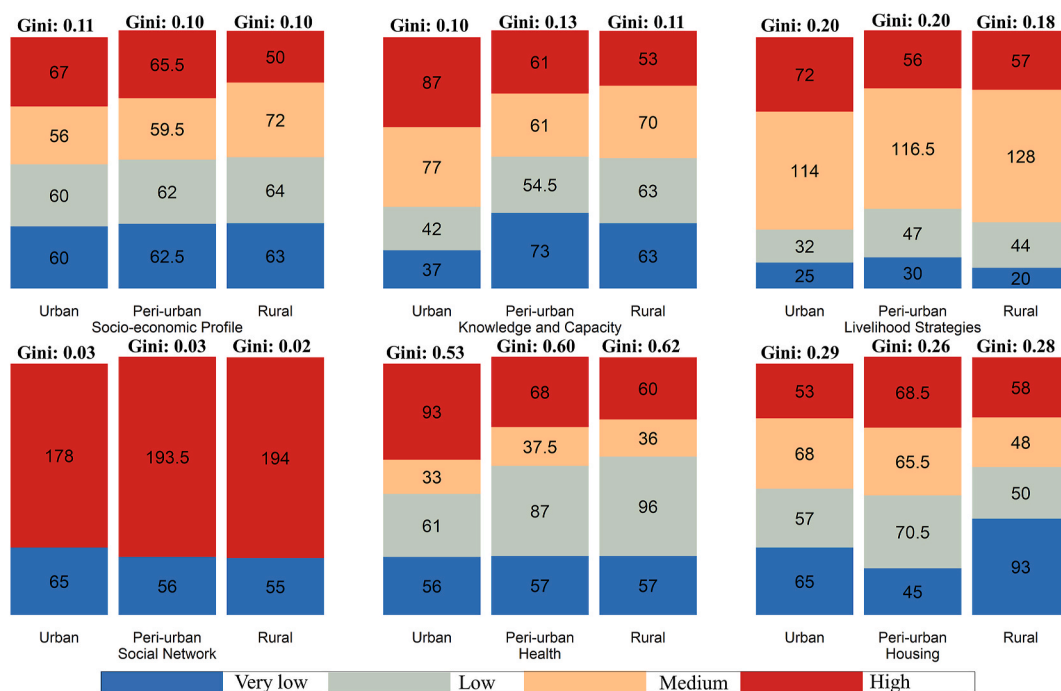 Gini: 0.11 Gini: 0.10 Gini: 0.10
67 65.5 50
56 59.5 72
60 62 64
60 62.5 63
Urban Peri-urban Rural
Socio-economic Profile
Gini: 0.10 Gini: 0.13 Gini: 0.11
87 61 53
77 61 70
42 54.5 63
37 73 63
Urban Peri-urban Rural
Knowledge and Capacity
Gini: 0.20 Gini: 0.20 Gini: 0.18
72 56 57
114 116.5 128
32 47 44
25 30 20
Urban Peri-urban Rural
Livelihood Strategies
Gini: 0.03 Gini: 0.03 Gini: 0.02
178 193.5 194
65 56 55
Urban Peri-urban Rural
Social Network
Gini: 0.53 Gini: 0.60 Gini: 0.62
93 68 60
33 37.5 36
61 87 96
56 57 57
Urban Peri-urban Rural
Health
Gini: 0.29 Gini: 0.26 Gini: 0.28
53 68.5 58
68 65.5 48
57 70.5 50
65 45 93
Urban Peri-urban Rural
Housing
Very low Low Medium High